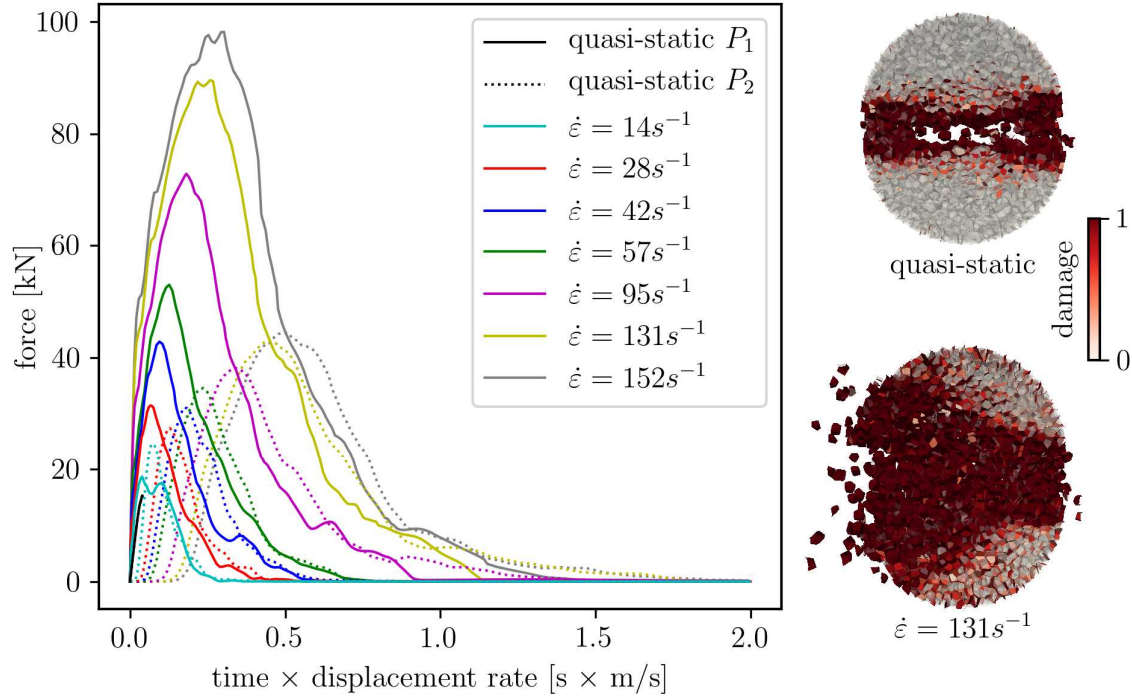 100
80
60
40
20
0
force [kN]
0.0 0.5 1.0 1.5 2.0
time × displacement rate [s × m/s]
quasi-static P₁
quasi-static P₂
ε̇ = 14s⁻¹
ε̇ = 28s⁻¹
ε̇ = 42s⁻¹
ε̇ = 57s⁻¹
ε̇ = 95s⁻¹
ε̇ = 131s⁻¹
ε̇ = 152s⁻¹
quasi-static
1
damage
0
ε̇ = 131s⁻¹